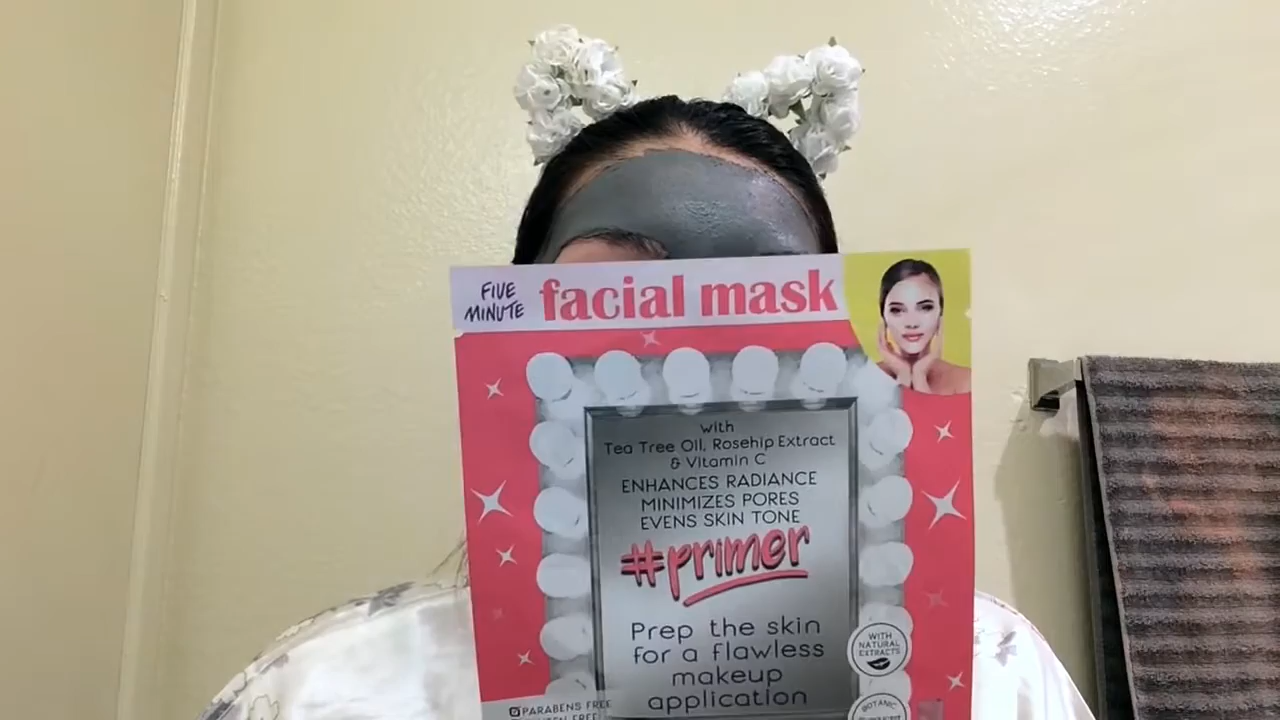 FIVE MINUTE
facial mask
with
Tea Tree Oil, Rosehip Extract
& Vitamin C
ENHANCES RADIANCE
MINIMIZES PORES
EVENS SKIN TONE
#primer
Prep the skin
for a flawless
makeup
application
WITH
NATURAL
EXTRACTS
PARABENS FREE
BOTANIC